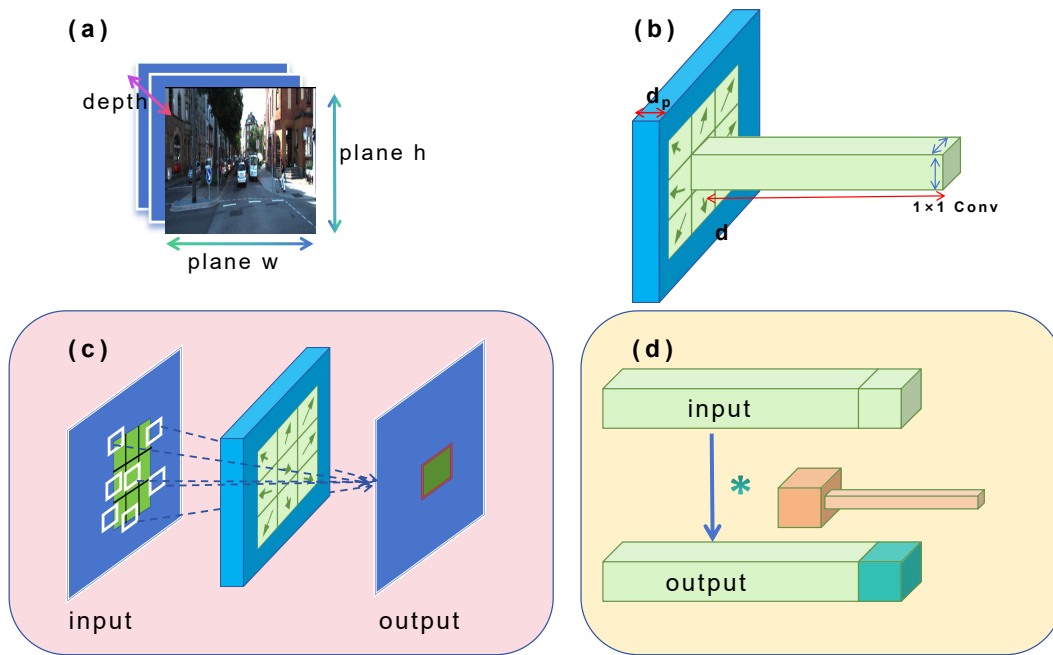 (a)
depth
plane h
plane w
(b)
dp
1×1 Conv
d
(c)
input
output
(d)
input
*
output